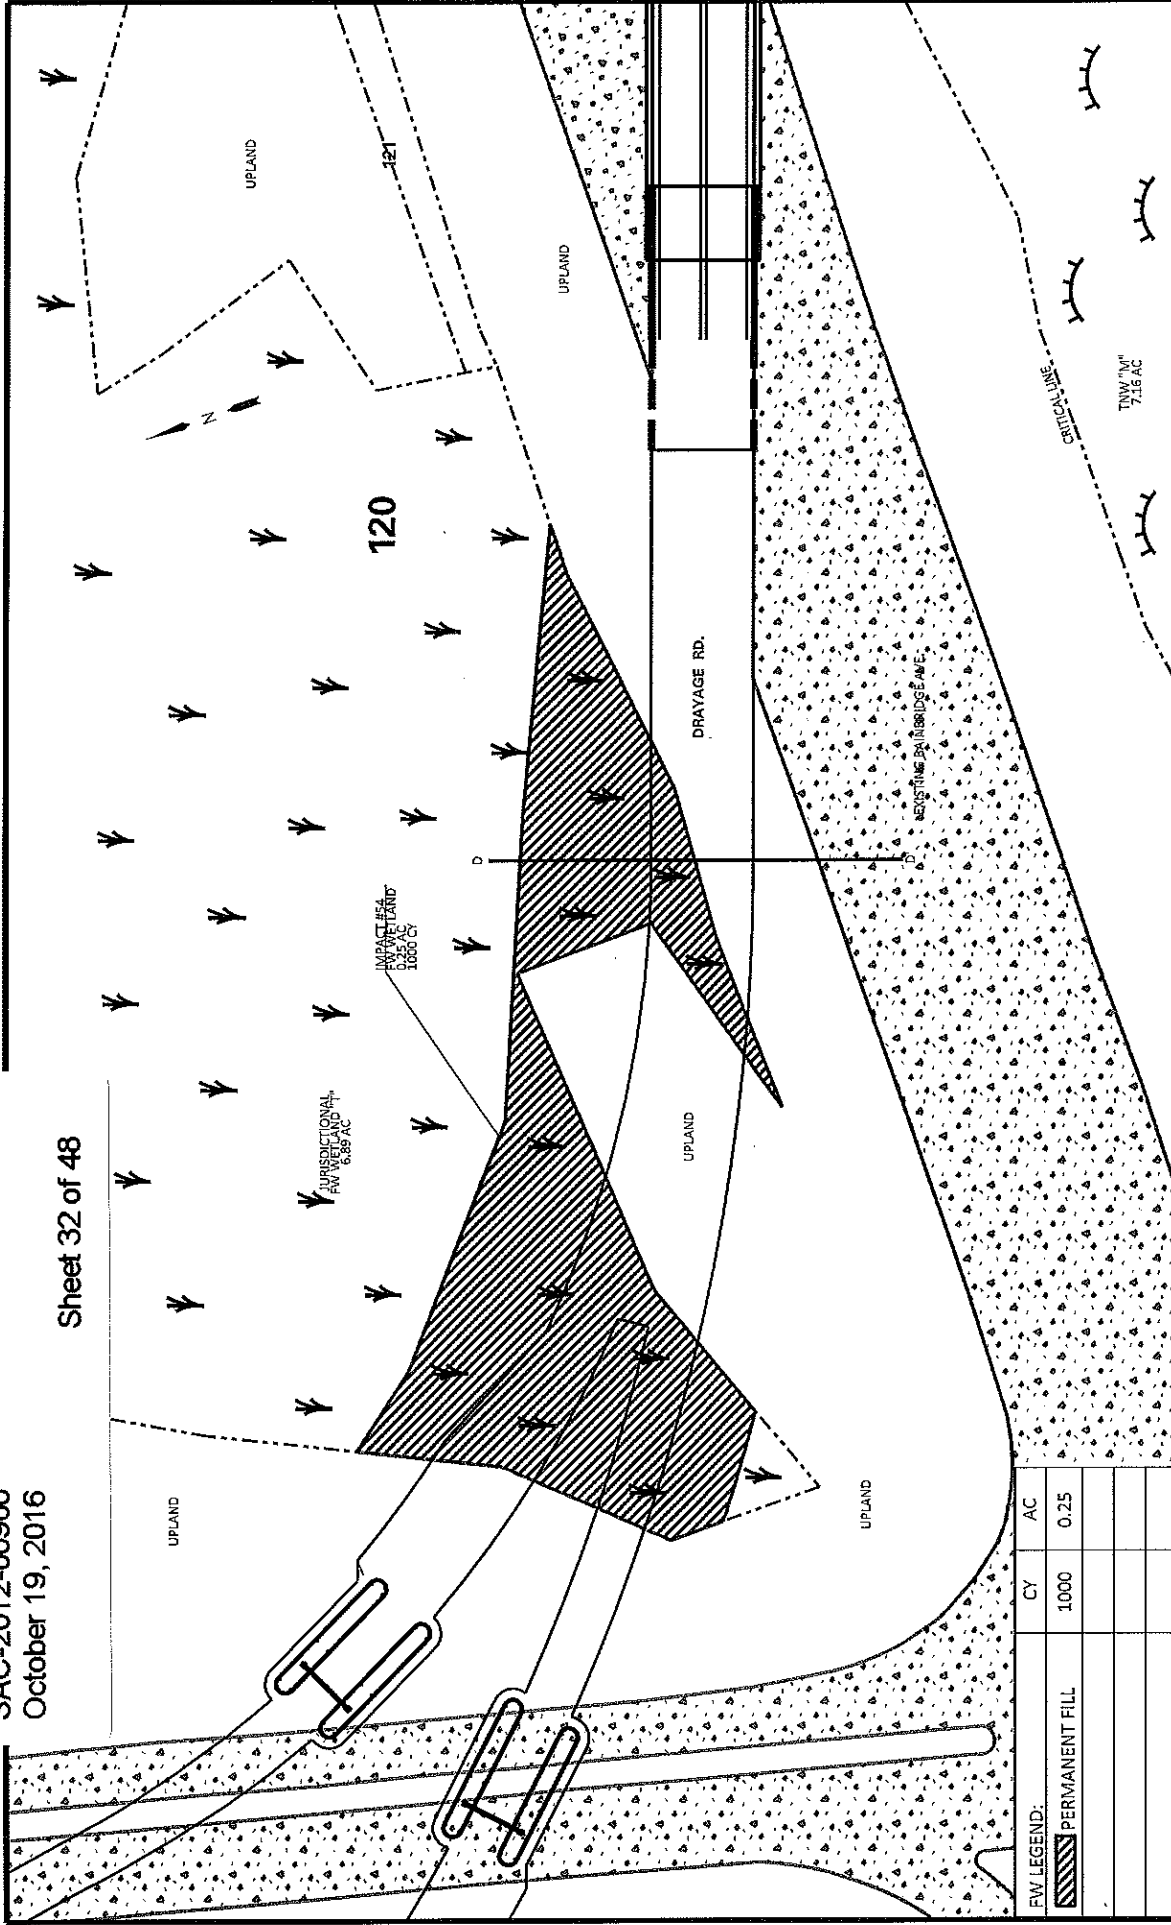 October 19, 2016
Sheet 32 of 48
UPLAND
UPLAND
121
UPLAND
N
120
IMPACT #54
FW WETLAND
0.25 AC
1000 CY
JURISDICTIONAL
FW WETLAND
6.89 AC
D
D
DRAYAGE RD.
EXISTING BAINBRIDGE AVE.
UPLAND
UPLAND
CRITICAL LINE
TNW "M"
7.16 AC
FW LEGEND:
CY
AC
PERMANENT FILL
1000
0.25